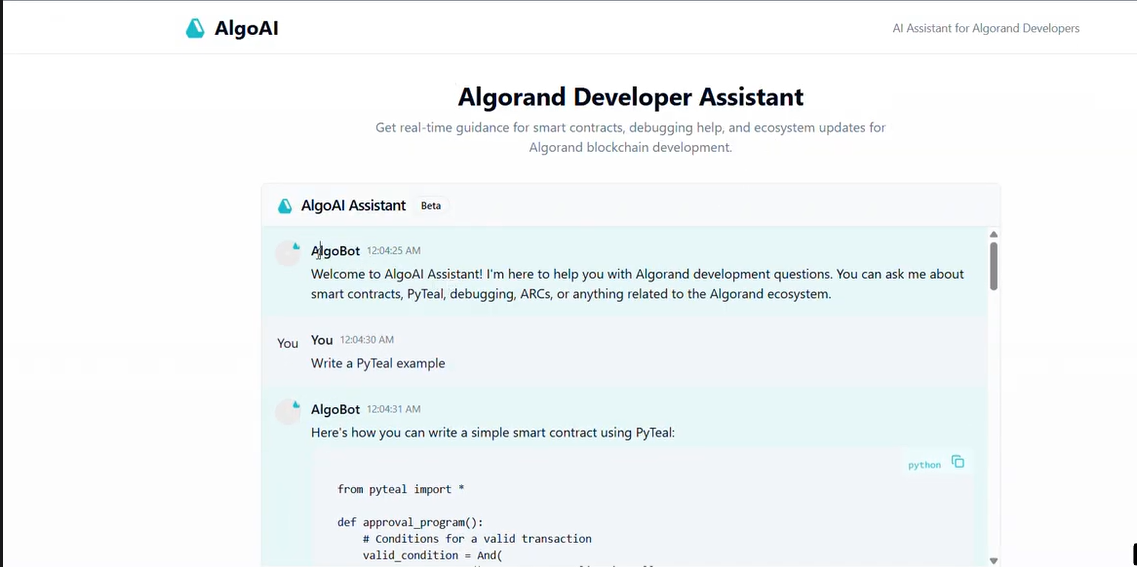 AlgoAI
AI Assistant for Algorand Developers
Algorand Developer Assistant
Get real-time guidance for smart contracts, debugging help, and ecosystem updates for
Algorand blockchain development.
AlgoAI Assistant Beta
AlgoBot 12:04:25 AM
Welcome to AlgoAI Assistant! I'm here to help you with Algorand development questions. You can ask me about
smart contracts, PyTeal, debugging, ARCs, or anything related to the Algorand ecosystem.
You You 12:04:30 AM
Write a PyTeal example
AlgoBot 12:04:31 AM
Here's how you can write a simple smart contract using PyTeal:
python
from pyteal import *
def approval_program():
# Conditions for a valid transaction
valid_condition = And(